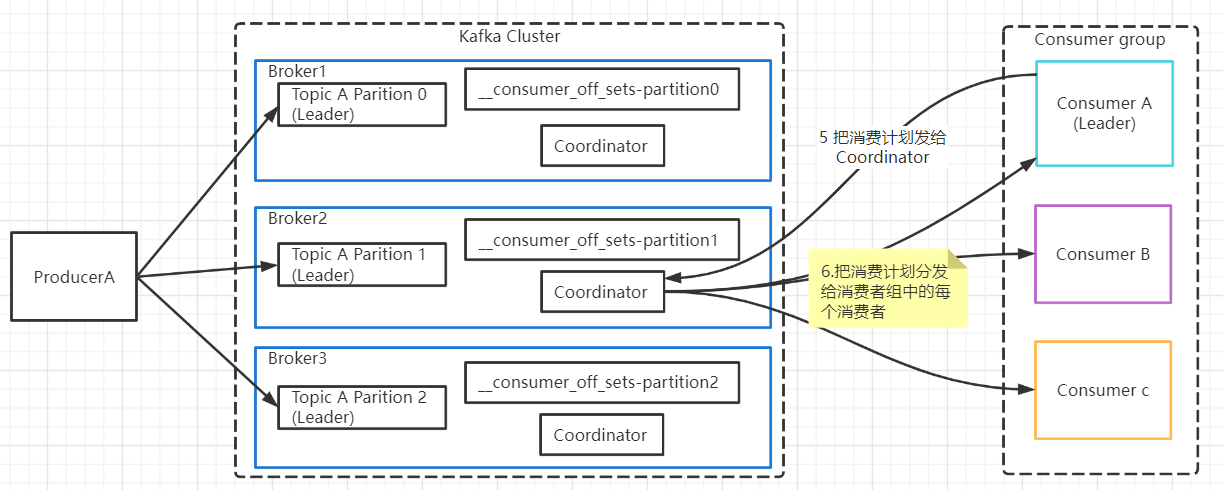 Kafka Cluster
Consumer group
ProducerA
Broker1
Topic A Parition 0
(Leader)
__consumer_off_sets-partition0
Coordinator
Broker2
Topic A Parition 1
(Leader)
__consumer_off_sets-partition1
Coordinator
Broker3
Topic A Parition 2
(Leader)
__consumer_off_sets-partition2
Coordinator
5 把消费计划发给
Coordinator
6.把消费计划分发
给消费者组中的每
个消费者
Consumer A
(Leader)
Consumer B
Consumer c